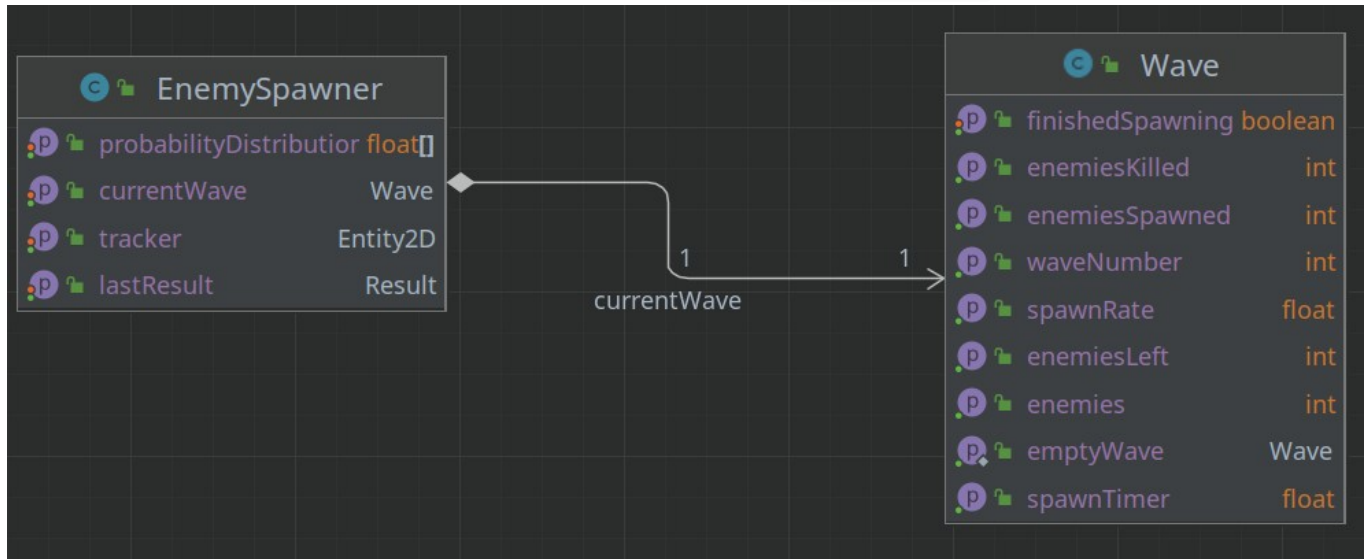 EnemySpawner
probabilityDistributior float[]
currentWave Wave
tracker Entity2D
lastResult Result
1 1
currentWave
Wave
finishedSpawning boolean
enemiesKilled int
enemiesSpawned int
waveNumber int
spawnRate float
enemiesLeft int
enemies int
emptyWave Wave
spawnTimer float